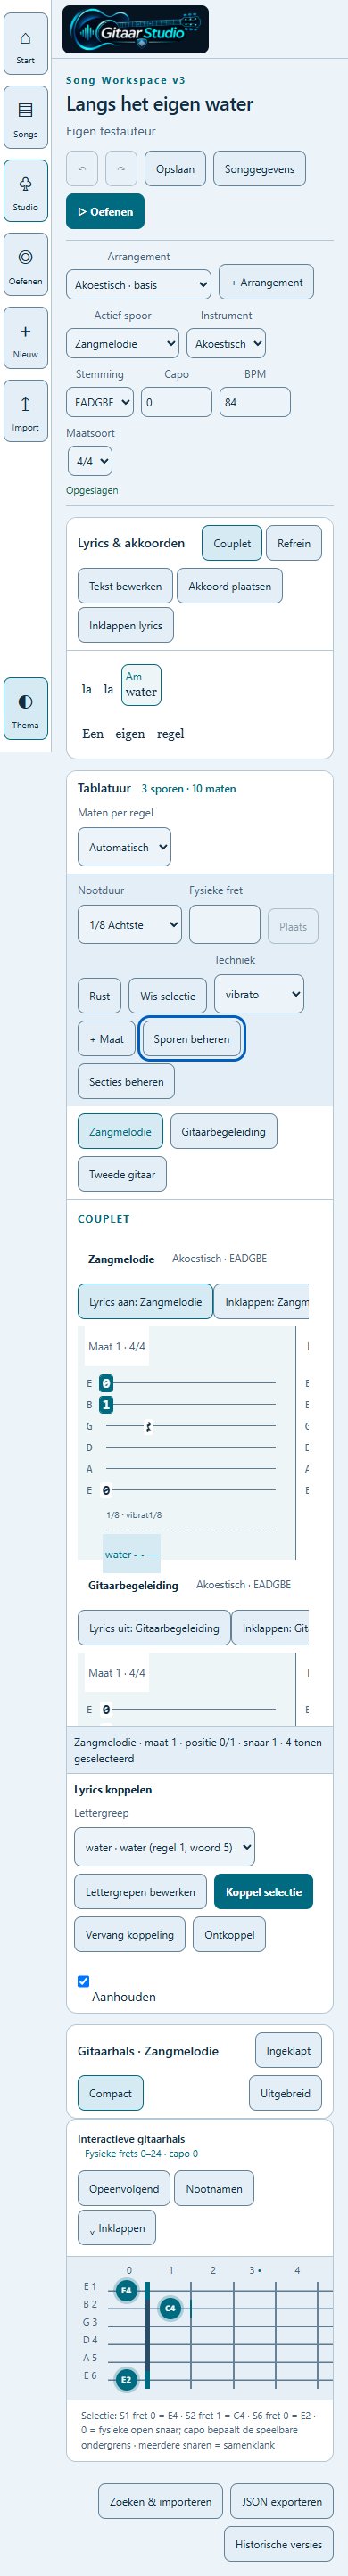 Gitaar Studio
Start
Songs
Studio
Oefenen
Nieuw
Import
Thema
Song Workspace v3
Langs het eigen water
Eigen testauteur
Opslaan
Songgegevens
Oefenen
Arrangement
Akoestisch · basis
+ Arrangement
Actief spoor
Instrument
Zangmelodie
Akoestisch
Stemming
Capo
BPM
EADGBE
0
84
Maatsoort
4/4
Opgeslagen
Lyrics & akkoorden
Couplet
Refrein
Tekst bewerken
Akkoord plaatsen
Inklappen lyrics
Am
la la water
Een eigen regel
Tablatuur 3 sporen · 10 maten
Maten per regel
Automatisch
Nootduur
Fysieke fret
1/8 Achtste
Plaats
Techniek
Rust
Wis selectie
vibrato
+ Maat
Sporen beheren
Secties beheren
Zangmelodie
Gitaarbegeleiding
Tweede gitaar
COUPLET
Zangmelodie Akoestisch · EADGBE
Lyrics aan: Zangmelodie
Inklappen: Zangm
Maat 1 · 4/4
E 0
B 1
G
D
A
E 0
1/8 · vibrat1/8
water
Gitaarbegeleiding Akoestisch · EADGBE
Lyrics uit: Gitaarbegeleiding
Inklappen: Git
Maat 1 · 4/4
E 0
Zangmelodie · maat 1 · positie 0/1 · snaar 1 · 4 tonen
geselecteerd
Lyrics koppelen
Lettergreep
water · water (regel 1, woord 5)
Lettergrepen bewerken
Koppel selectie
Vervang koppeling
Ontkoppel
Aanhouden
Gitaarhals · Zangmelodie
Ingeklapt
Compact
Uitgebreid
Interactieve gitaarhals
Fysieke frets 0–24 · capo 0
Opeenvolgend
Nootnamen
Inklappen
0 1 2 3 • 4
E 1 E4
B 2 C4
G 3
D 4
A 5
E 6 E2
Selectie: S1 fret 0 = E4 · S2 fret 1 = C4 · S6 fret 0 = E2 ·
0 = fysieke open snaar; capo bepaalt de speelbare
ondergrens · meerdere snaren = samenklank
Zoeken & importeren
JSON exporteren
Historische versies